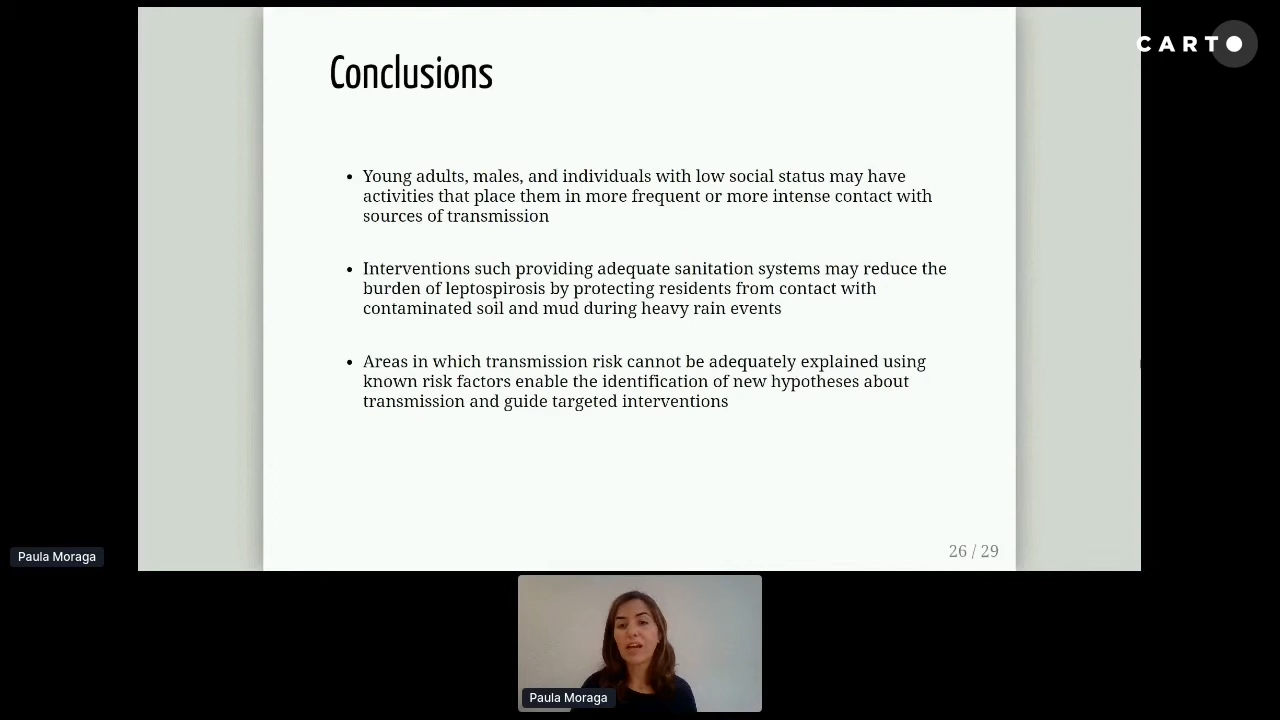 CARTO
Conclusions
• Young adults, males, and individuals with low social status may have
activities that place them in more frequent or more intense contact with
sources of transmission
• Interventions such providing adequate sanitation systems may reduce the
burden of leptospirosis by protecting residents from contact with
contaminated soil and mud during heavy rain events
• Areas in which transmission risk cannot be adequately explained using
known risk factors enable the identification of new hypotheses about
transmission and guide targeted interventions
26 / 29
Paula Moraga
Paula Moraga